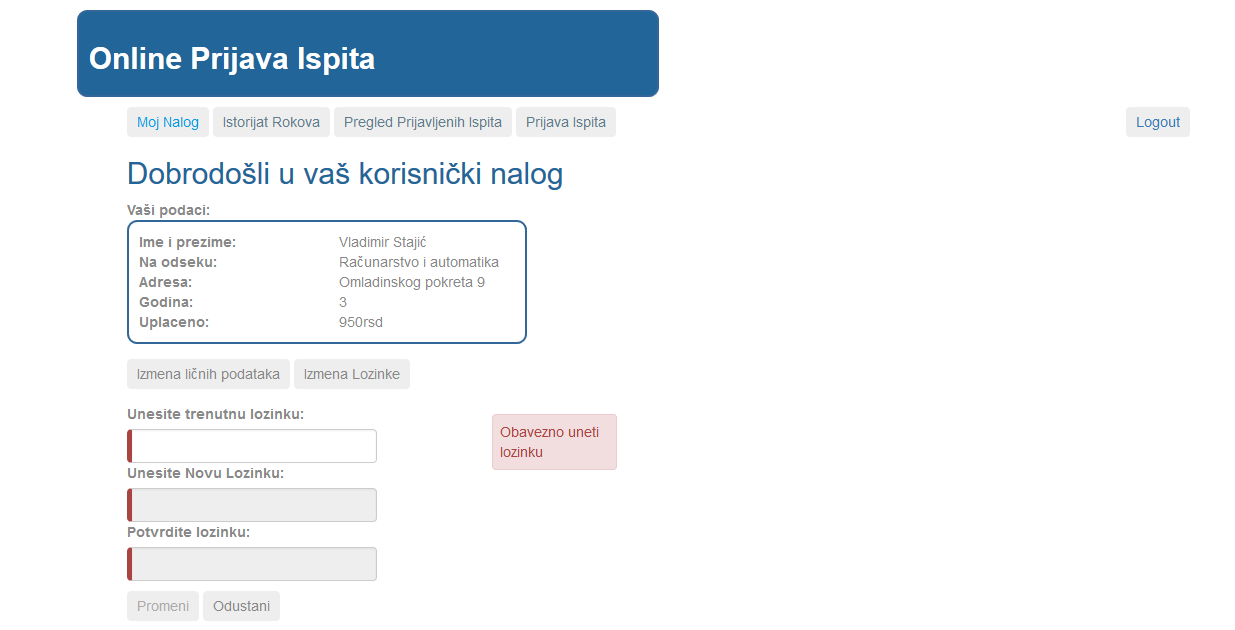 Online Prijava Ispita
Moj Nalog Istorijat Rokova Pregled Prijavljenih Ispita Prijava Ispita Logout
Dobrodošli u vaš korisnički nalog
Vaši podaci:
Ime i prezime: Vladimir Stajić
Na odseku: Računarstvo i automatika
Adresa: Omladinskog pokreta 9
Godina: 3
Uplaceno: 950rsd
Izmena ličnih podataka Izmena Lozinke
Unesite trenutnu lozinku:
Obavezno uneti
lozinku
Unesite Novu Lozinku:
Potvrdite lozinku:
Promeni Odustani